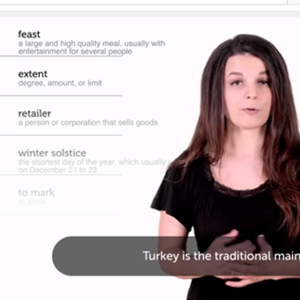 feast
a large and high quality meal, usually with
entertainment for several people
extent
degree, amount, or limit
retailer
a person or corporation that sells goods
winter solstice
the shortest day of the year, which usually
on December 21 to 22
to mark
to show
Turkey is the traditional main